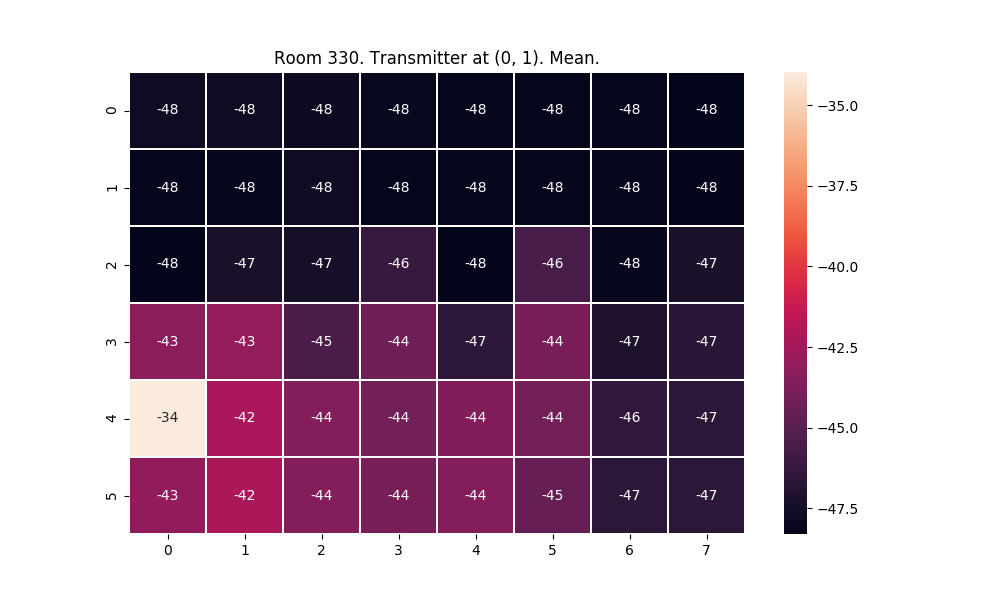 Room 330. Transmitter at (0, 1). Mean.
0 -48 -48 -48 -48 -48 -48 -48 -48
1 -48 -48 -48 -48 -48 -48 -48 -48
2 -48 -47 -47 -46 -48 -46 -48 -47
3 -43 -43 -45 -44 -47 -44 -47 -47
4 -34 -42 -44 -44 -44 -44 -46 -47
5 -43 -42 -44 -44 -44 -45 -47 -47
0 1 2 3 4 5 6 7
−35.0
−37.5
−40.0
−42.5
−45.0
−47.5